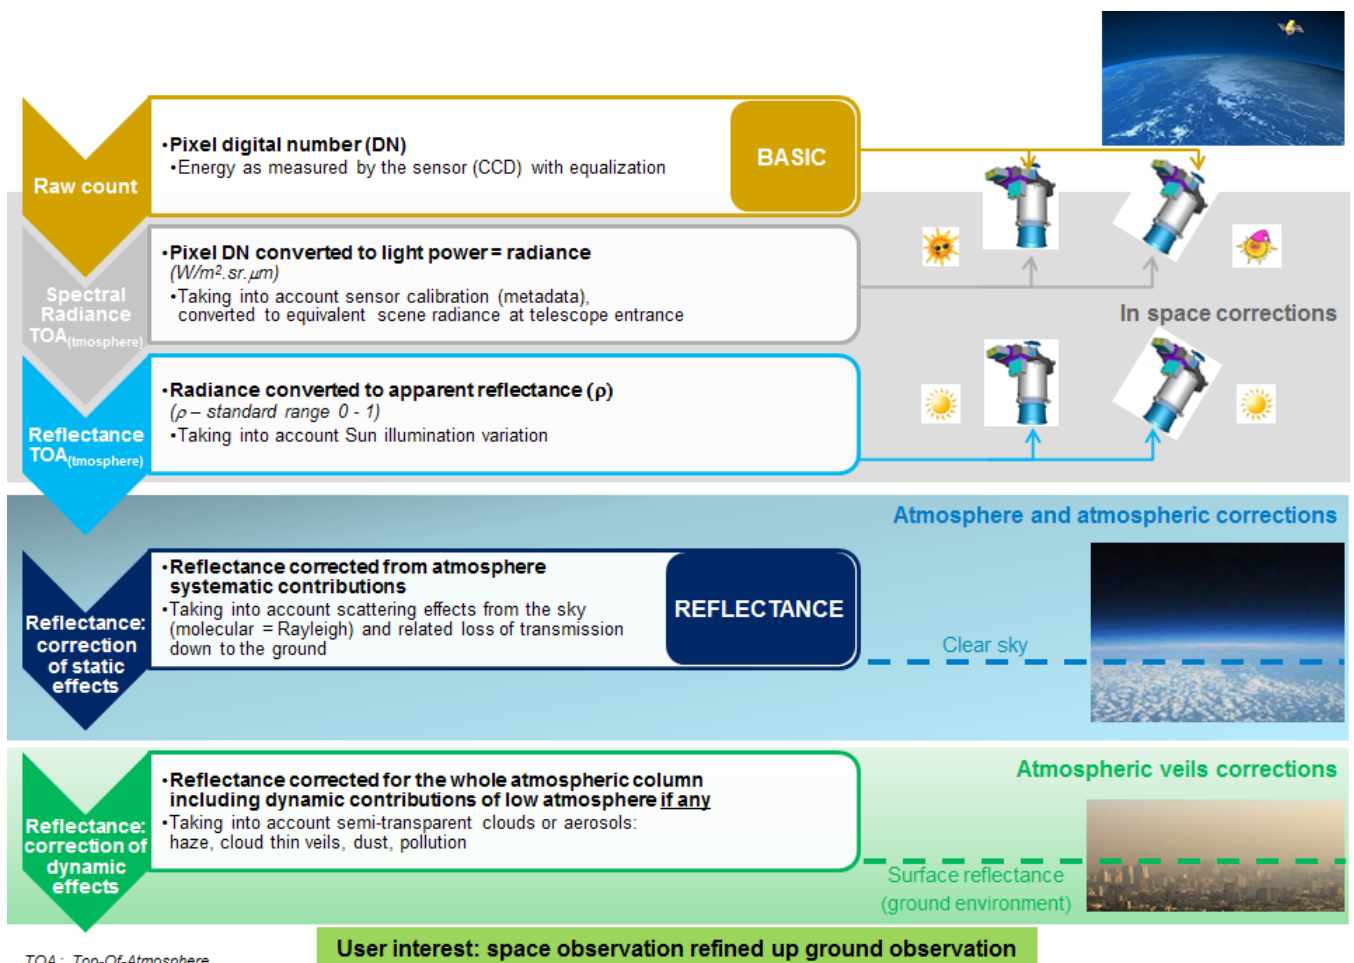 Raw count
•Pixel digital number (DN)
•Energy as measured by the sensor (CCD) with equalization
BASIC
Spectral
Radiance
TOA(tmosphere)
•Pixel DN converted to light power = radiance
(W/m².sr.µm)
•Taking into account sensor calibration (metadata),
converted to equivalent scene radiance at telescope entrance
In space corrections
Reflectance
TOA(tmosphere)
•Radiance converted to apparent reflectance (ρ)
(ρ – standard range 0 - 1)
•Taking into account Sun illumination variation
Atmosphere and atmospheric corrections
Reflectance:
correction
of static
effects
•Reflectance corrected from atmosphere
systematic contributions
•Taking into account scattering effects from the sky
(molecular = Rayleigh) and related loss of transmission
down to the ground
REFLECTANCE
Clear sky
Atmospheric veils corrections
Reflectance:
correction of
dynamic
effects
•Reflectance corrected for the whole atmospheric column
including dynamic contributions of low atmosphere if any
•Taking into account semi-transparent clouds or aerosols:
haze, cloud thin veils, dust, pollution
Surface reflectance
(ground environment)
User interest: space observation refined up ground observation
TOA : Top-Of-Atmosphere